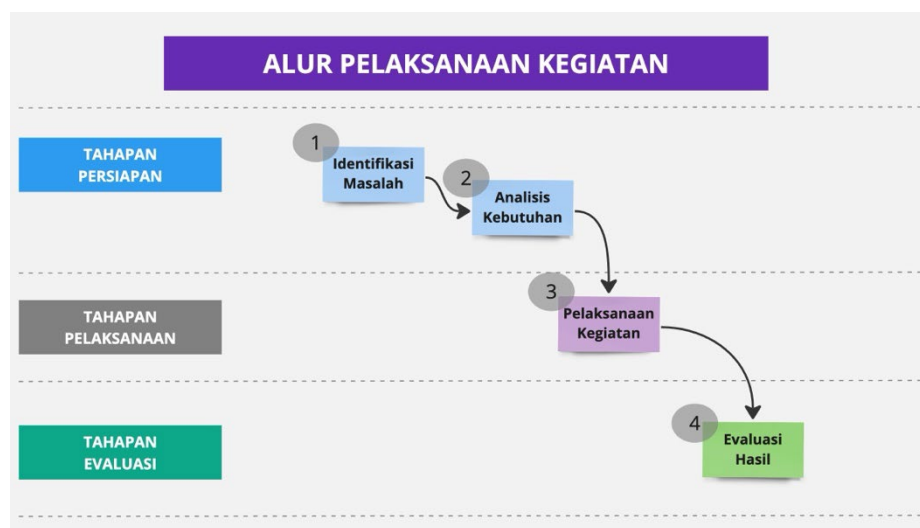 ALUR PELAKSANAAN KEGIATAN
TAHAPAN
PERSIAPAN
1
Identifikasi
Masalah
2
Analisis
Kebutuhan
TAHAPAN
PELAKSANAAN
3
Pelaksanaan
Kegiatan
TAHAPAN
EVALUASI
4
Evaluasi
Hasil